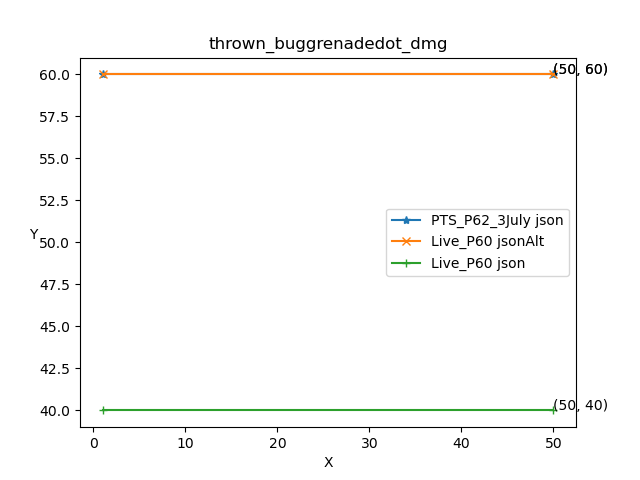 thrown_buggrenadedot_dmg
60.0
57.5
55.0
52.5
50.0
47.5
45.0
42.5
40.0
Y
(50, 60)
PTS_P62_3July json
Live_P60 jsonAlt
Live_P60 json
(50, 40)
0 10 20 30 40 50
X